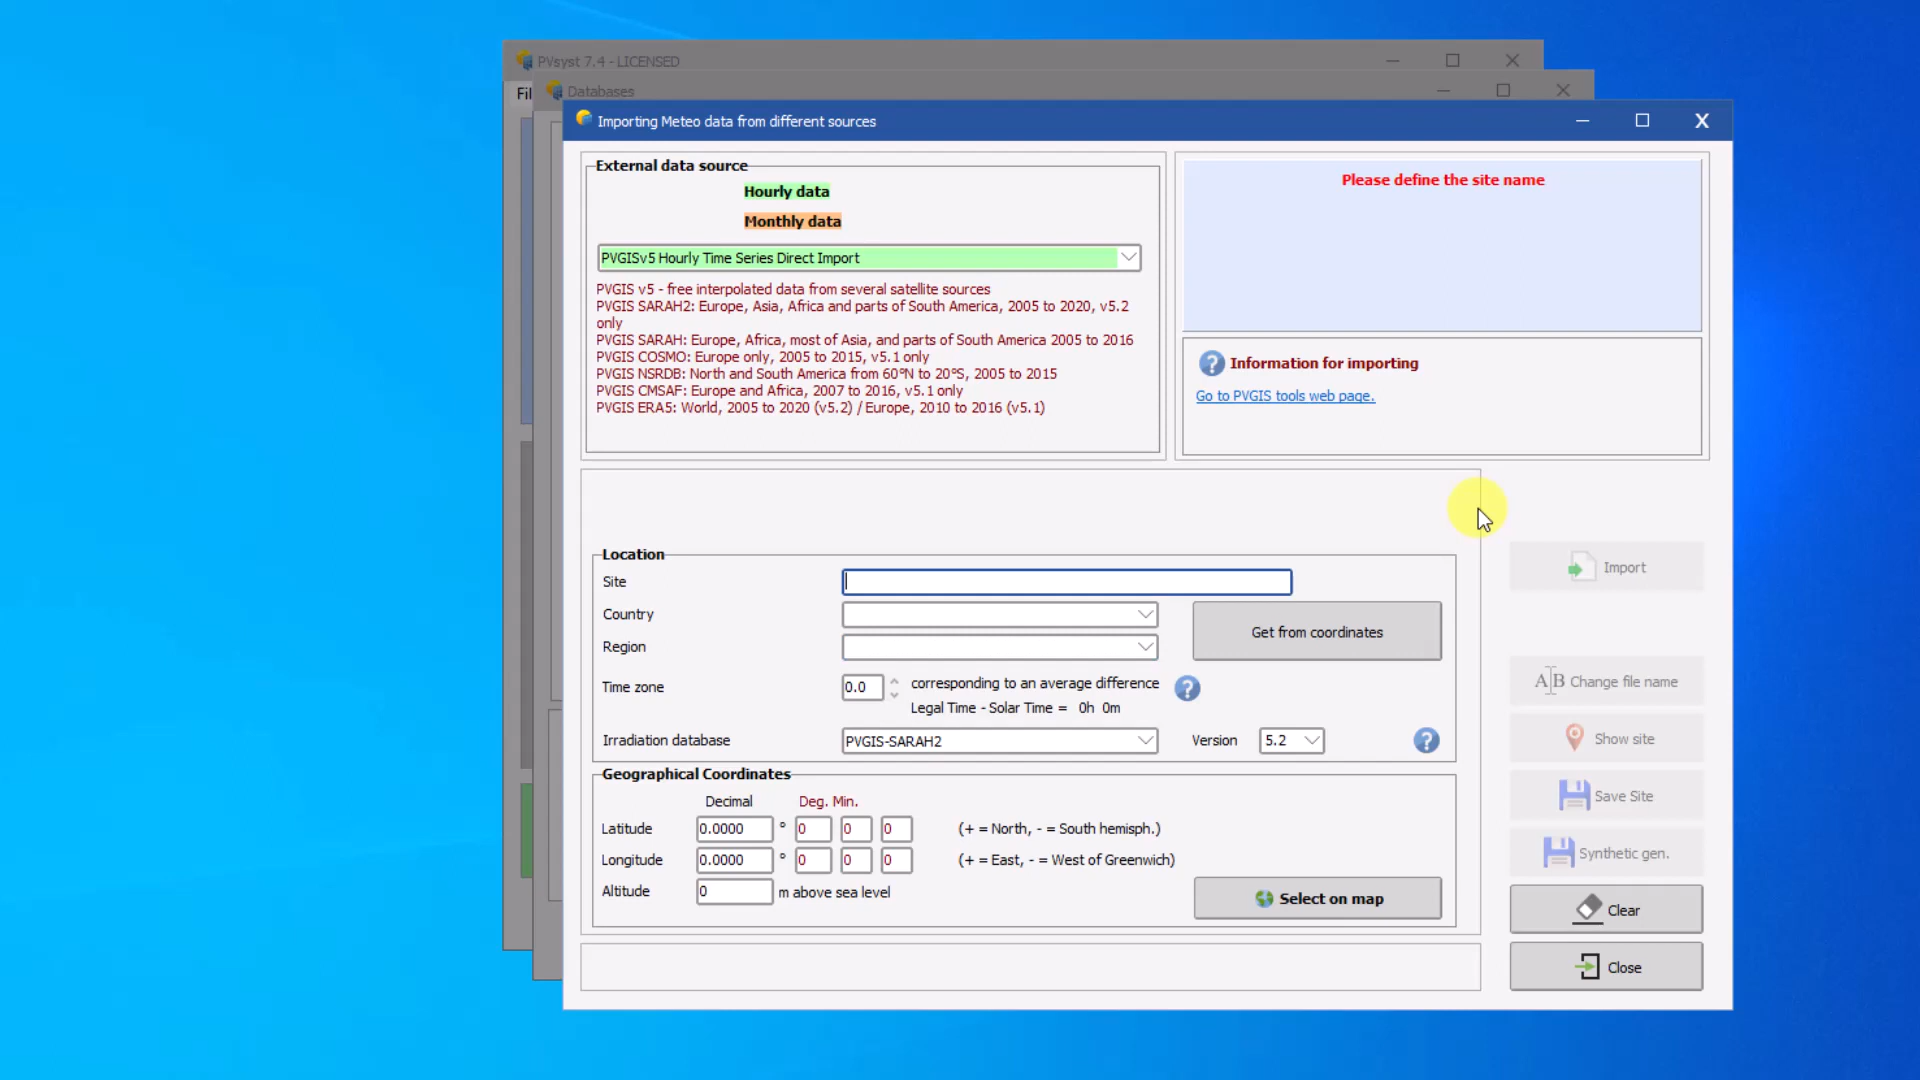 PVsyst 7.4 - LICENSED
Fil
Databases
Importing Meteo data from different sources
External data source
Hourly data
Monthly data
PVGISv5 Hourly Time Series Direct Import
PVGIS v5 - free interpolated data from several satellite sources
PVGIS SARAH2: Europe, Asia, Africa and parts of South America, 2005 to 2020, v5.2
only
PVGIS SARAH: Europe, Africa, most of Asia, and parts of South America 2005 to 2016
PVGIS COSMO: Europe only, 2005 to 2015, v5.1 only
PVGIS NSRDB: North and South America from 60°N to 20°S, 2005 to 2015
PVGIS CMSAF: Europe and Africa, 2007 to 2016, v5.1 only
PVGIS ERA5: World, 2005 to 2020 (v5.2) / Europe, 2010 to 2016 (v5.1)
Please define the site name
Information for importing
Go to PVGIS tools web page.
Location
Site
Country
Region
Get from coordinates
Time zone
0.0
corresponding to an average difference
Legal Time - Solar Time = 0h 0m
Irradiation database
PVGIS-SARAH2
Version
5.2
Geographical Coordinates
Decimal
Deg. Min.
Latitude
0.0000 ° 0 0 0
(+ = North, - = South hemisph.)
Longitude
0.0000 ° 0 0 0
(+ = East, - = West of Greenwich)
Altitude
0
m above sea level
Select on map
Import
Change file name
Show site
Save Site
Synthetic gen.
Clear
Close